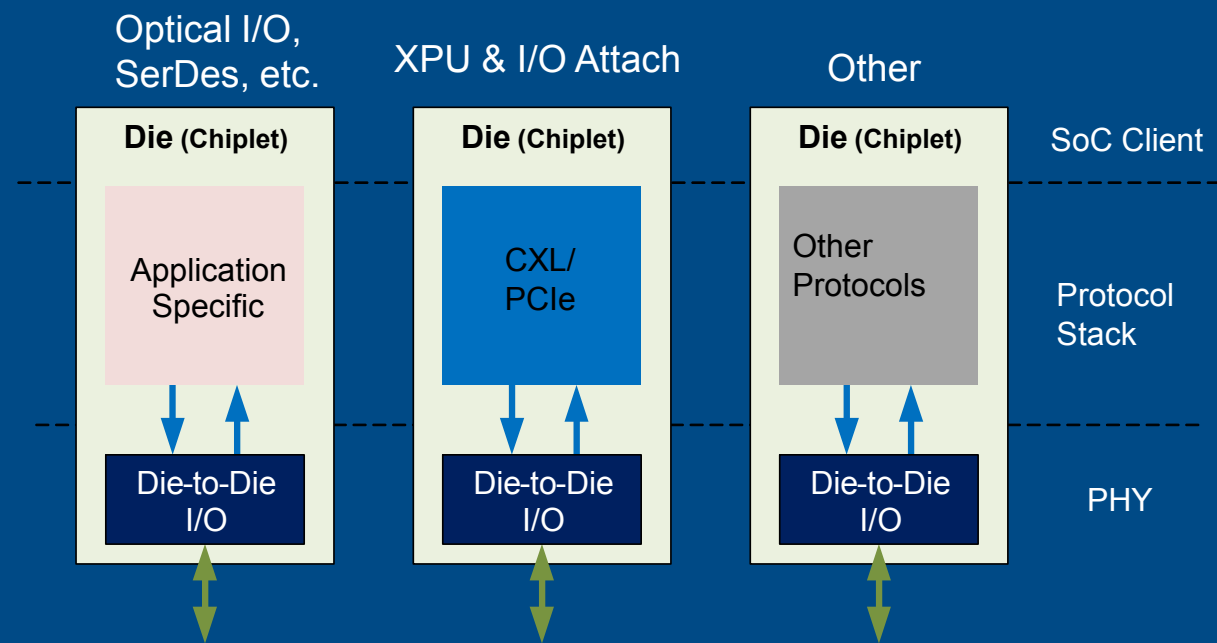 Optical I/O,
SerDes, etc.
XPU & I/O Attach
Other
Die (Chiplet)
Die (Chiplet)
Die (Chiplet)
SoC Client
Application
Specific
CXL/
PCIe
Other
Protocols
Protocol
Stack
Die-to-Die
I/O
Die-to-Die
I/O
Die-to-Die
I/O
PHY